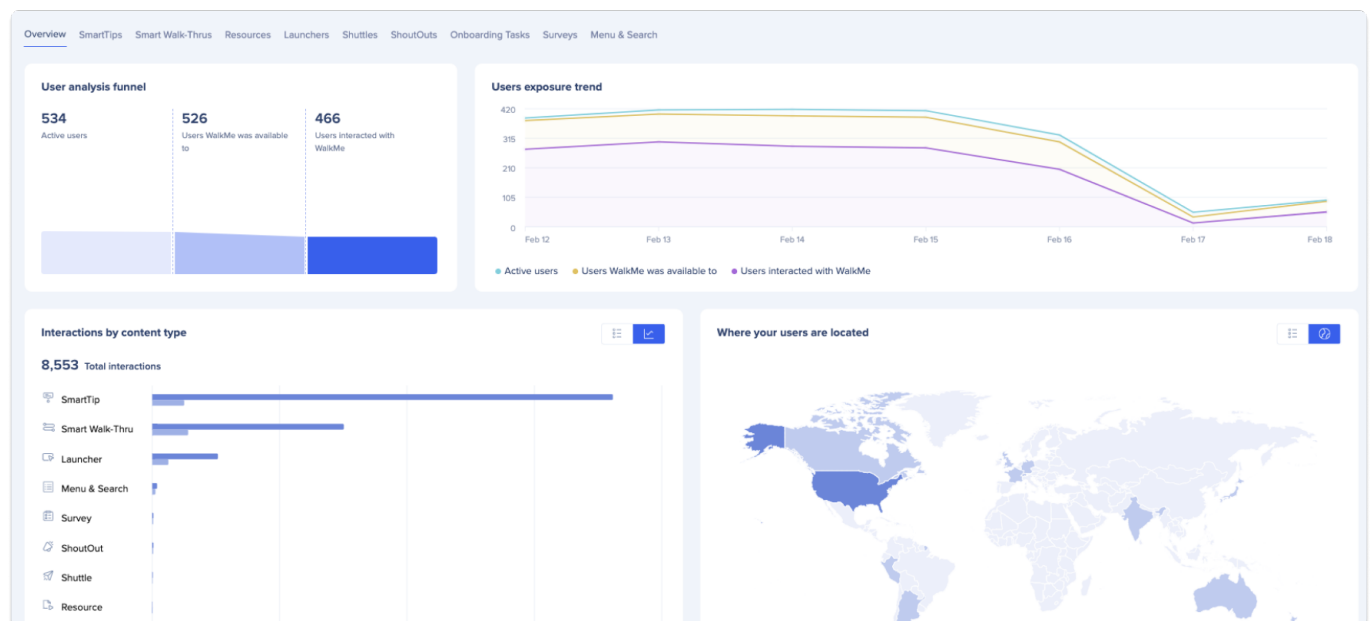 Overview SmartTips Smart Walk-Thrus Resources Launchers Shuttles ShoutOuts Onboarding Tasks Surveys Menu & Search
User analysis funnel
534
Active users
526
Users WalkMe was available
to
466
Users interacted with
WalkMe
Users exposure trend
420
315
210
105
0
Feb 12 Feb 13 Feb 14 Feb 15 Feb 16 Feb 17 Feb 18
Active users Users WalkMe was available to Users interacted with WalkMe
Interactions by content type
8,553 Total interactions
SmartTip
Smart Walk-Thru
Launcher
Menu & Search
Survey
ShoutOut
Shuttle
Resource
Where your users are located